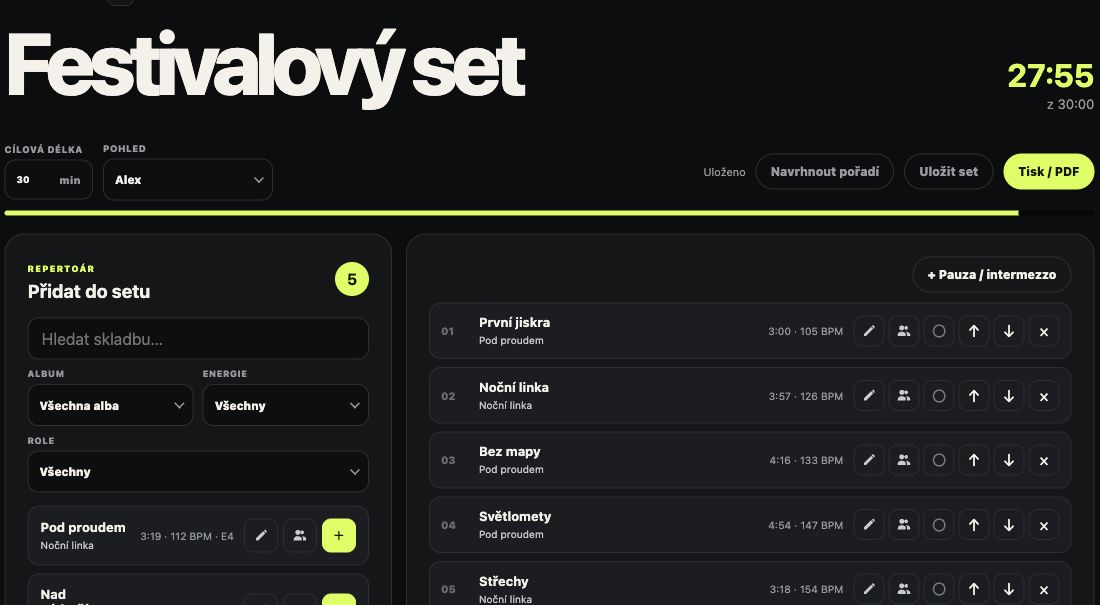 Festivalový set
27:55
z 30:00
CÍLOVÁ DÉLKA
POHLED
30 min
Alex
Uloženo
Navrhnout pořadí
Uložit set
Tisk / PDF
REPERTOÁR
Přidat do setu
5
Hledat skladbu…
ALBUM
ENERGIE
Všechna alba
Všechny
ROLE
Všechny
Pod proudem
Noční linka
3:19 · 112 BPM · E4
+
Nad
+ Pauza / intermezzo
01
První jiskra
Pod proudem
3:00 · 105 BPM
02
Noční linka
Noční linka
3:57 · 126 BPM
03
Bez mapy
Pod proudem
4:16 · 133 BPM
04
Světlomety
Pod proudem
4:54 · 147 BPM
05
Střechy
Noční linka
3:18 · 154 BPM